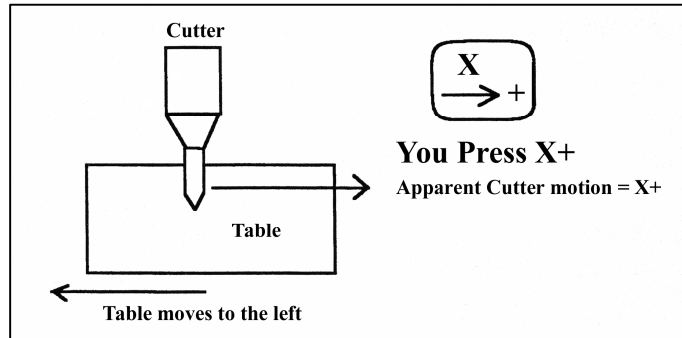 Cutter
X
+
You Press X+
Apparent Cutter motion = X+
Table
Table moves to the left